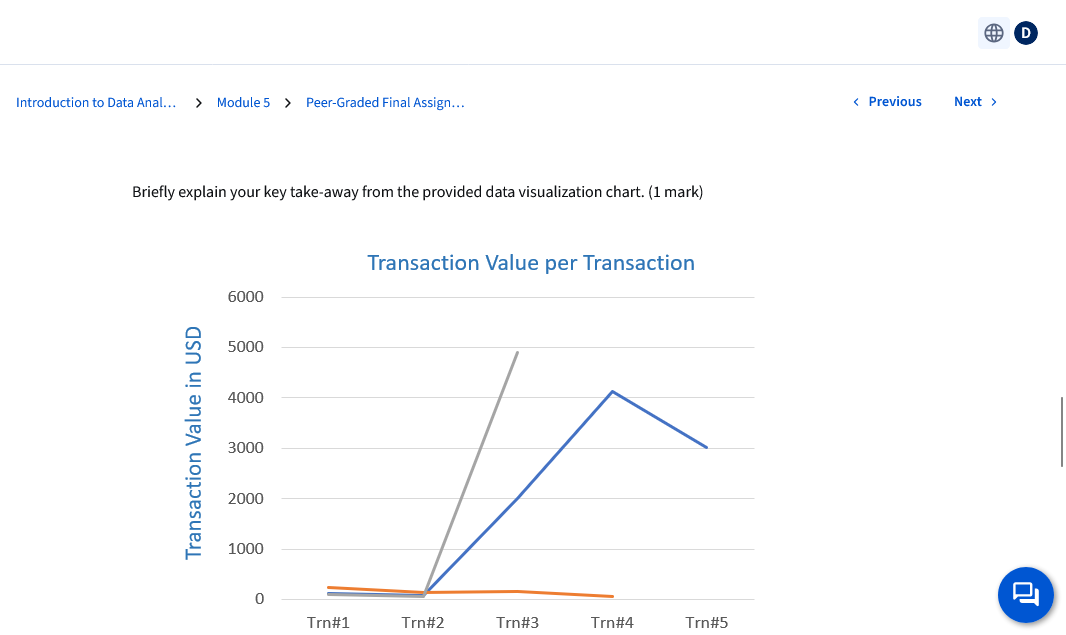 D
Introduction to Data Anal... > Module 5 > Peer-Graded Final Assign...
< Previous Next >
Briefly explain your key take-away from the provided data visualization chart. (1 mark)
Transaction Value per Transaction
Transaction Value in USD
6000
5000
4000
3000
2000
1000
0
Trn#1 Trn#2 Trn#3 Trn#4 Trn#5